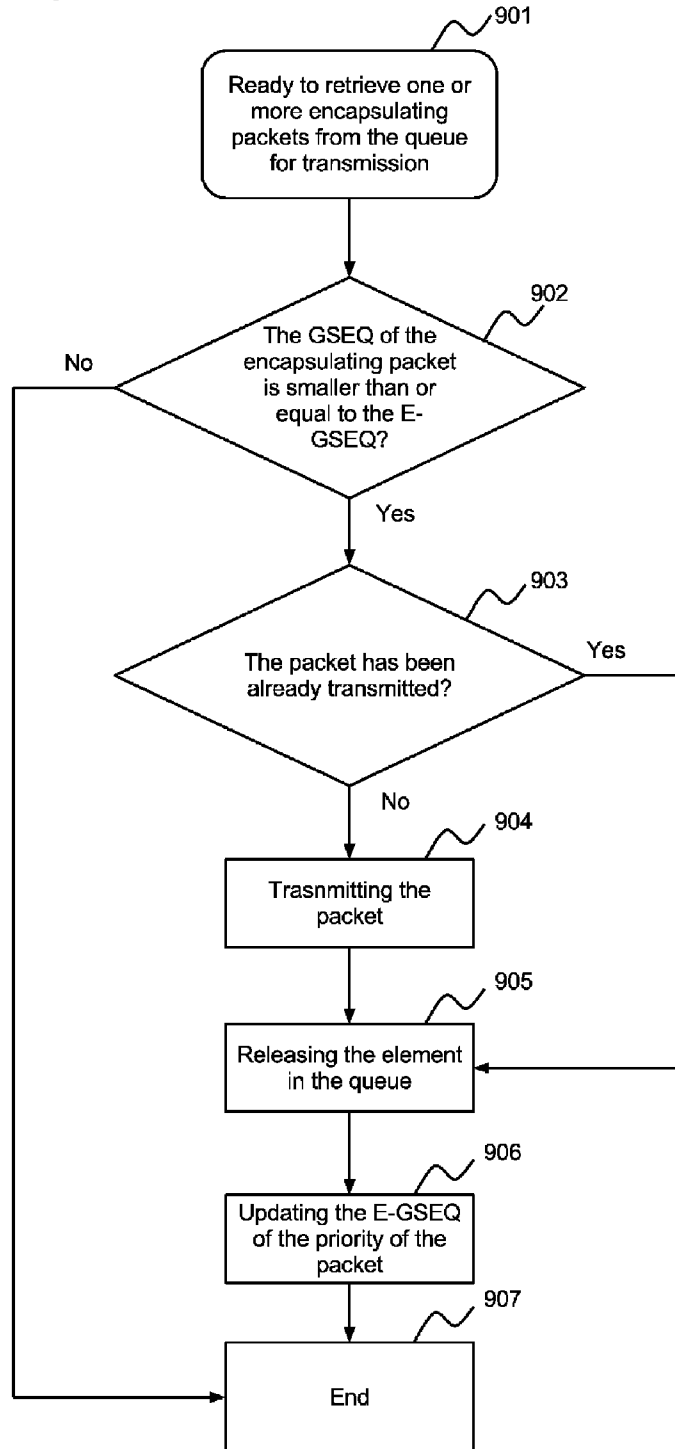 901
Ready to retrieve one or
more encapsulating
packets from the queue
for transmission
902
No
The GSEQ of the
encapsulating packet
is smaller than or
equal to the E-
GSEQ?
Yes
903
Yes
The packet has been
already transmitted?
No
904
Trasnmitting the
packet
905
Releasing the element
in the queue
906
Updating the E-GSEQ
of the priority of the
packet
907
End